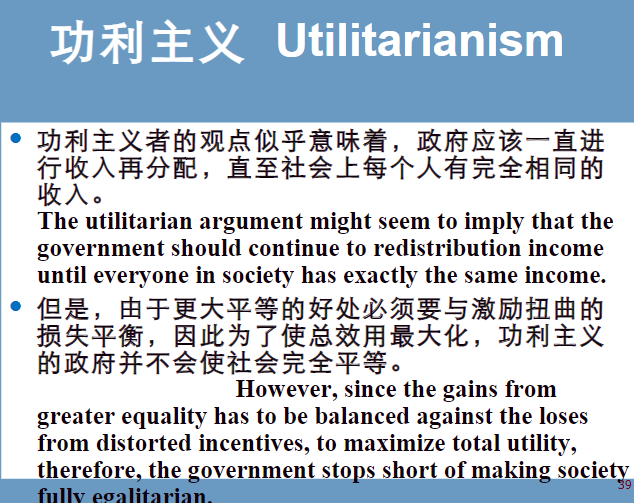 功利主义 Utilitarianism
功利主义者的观点似乎意味着，政府应该一直进
行收入再分配，直至社会上每个人有完全相同的
收入。
The utilitarian argument might seem to imply that the
government should continue to redistribution income
until everyone in society has exactly the same income.
但是，由于更大平等的好处必须要与激励扭曲的
损失平衡，因此为了使总效用最大化，功利主义
的政府并不会使社会完全平等。
However, since the gains from
greater equality has to be balanced against the loses
from distorted incentives, to maximize total utility,
therefore, the government stops short of making society
39
fully egalitarian.